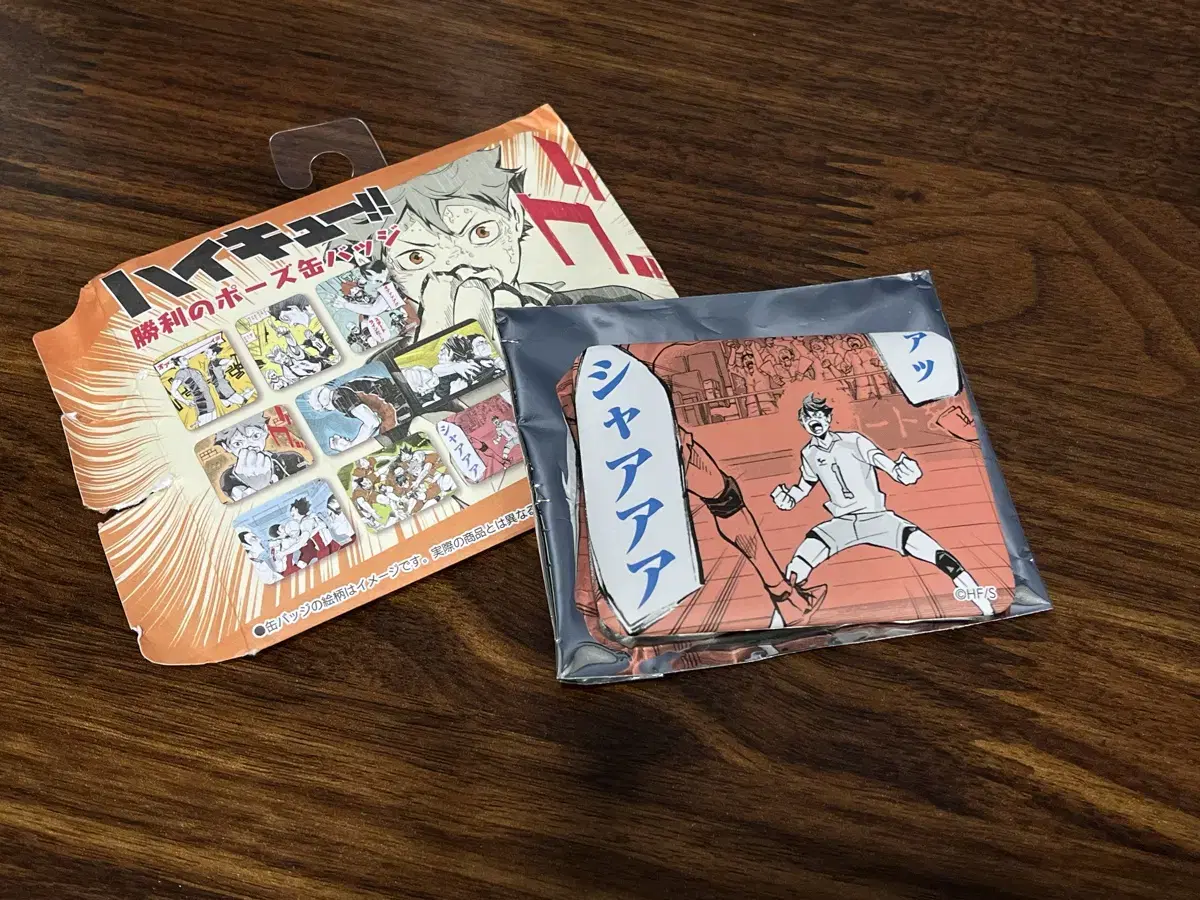 ハイキュー!!
勝利のポーズ缶バッジ
グッ
シャアアア
●缶バッジの絵柄はイメージです。実際の商品とは異な
シャアアア
アッ
©HF/S